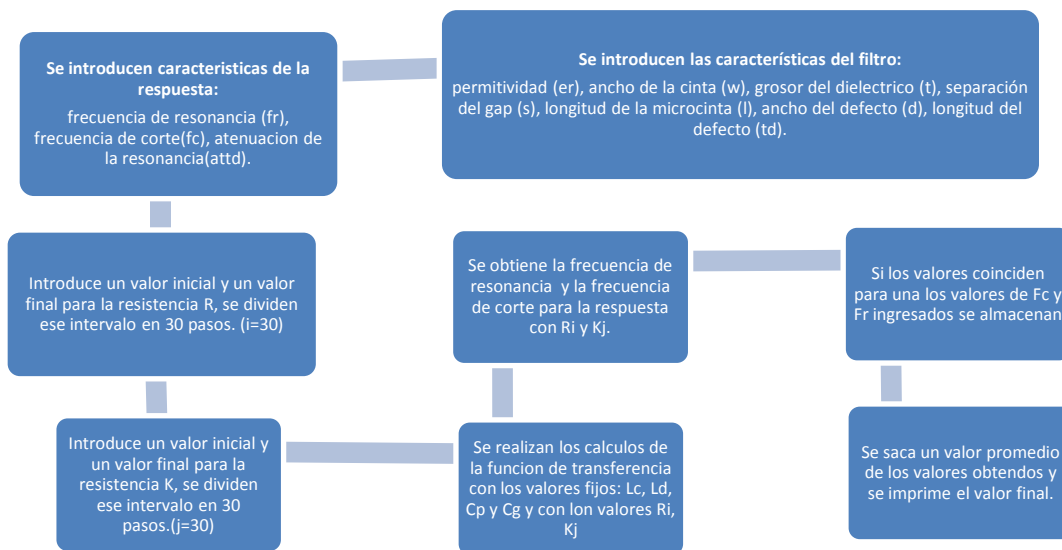 Se introducen las características del filtro:
permitividad (er), ancho de la cinta (w), grosor del dielectrico (t), separación
del gap (s), longitud de la microcinta (l), ancho del defecto (d), longitud del
defecto (td).
Se introducen caracteristicas de la
respuesta:
frecuencia de resonancia (fr),
frecuencia de corte(fc), atenuacion de
la resonancia(attd).
Introduce un valor inicial y un valor
final para la resistencia R, se dividen
ese intervalo en 30 pasos. (i=30)
Introduce un valor inicial y
un valor final para la
resistencia K, se dividen
ese intervalo en 30
pasos.(j=30)
Se realizan los calculos de
la funcion de transferencia
con los valores fijos: Lc, Ld,
Cp y Cg y con lon valores Ri,
Kj
Se obtiene la frecuencia de
resonancia y la frecuencia
de corte para la respuesta
con Ri y Kj.
Si los valores coinciden
para una los valores de Fc y
Fr ingresados se almacenan
Se saca un valor promedio
de los valores obtendos y
se imprime el valor final.